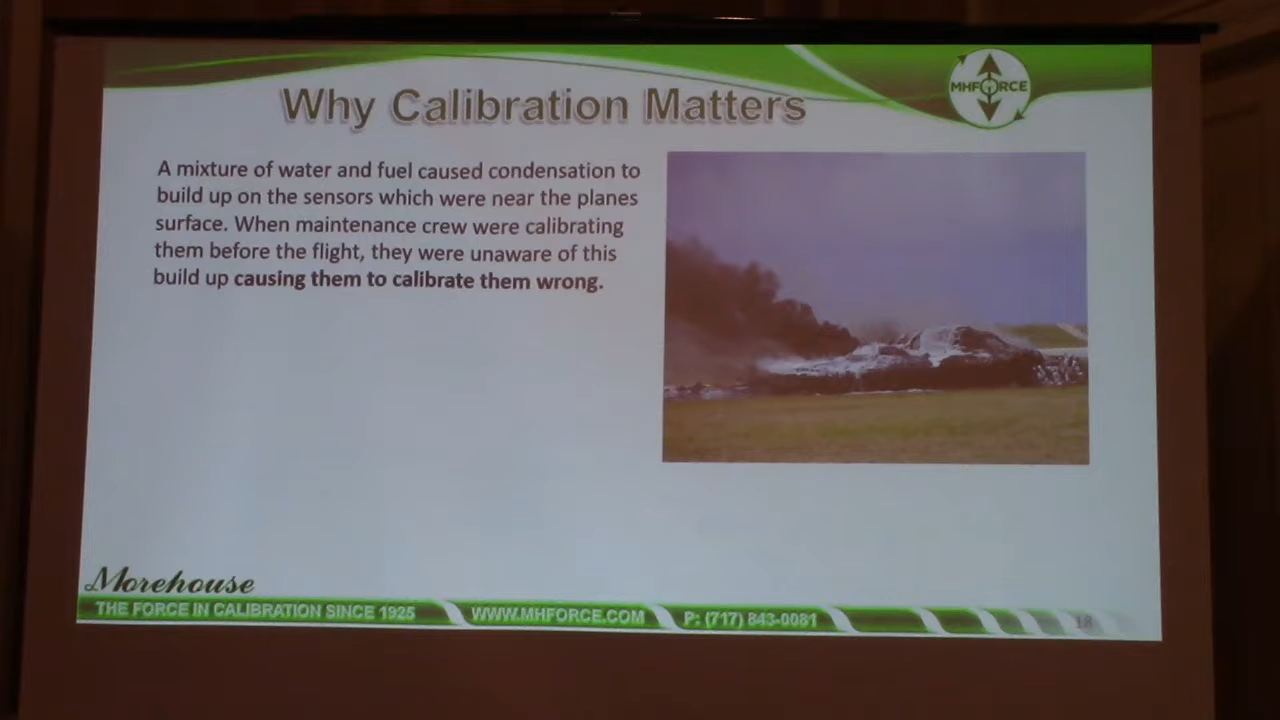 Why Calibration Matters
MHFORCE
A mixture of water and fuel caused condensation to
build up on the sensors which were near the planes
surface. When maintenance crew were calibrating
them before the flight, they were unaware of this
build up causing them to calibrate them wrong.
Morehouse
THE FORCE IN CALIBRATION SINCE 1925 WWW.MHFORCE.COM P: (717) 843-0081 18